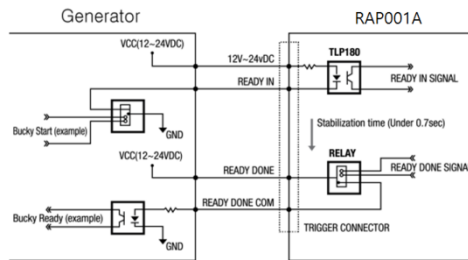 Generator
RAP001A
VCC(12~24VDC)
12V~24vDC
TLP180
READY IN
READY IN SIGNAL
Bucky Start (example)
GND
Stabilization time (Under 0.7sec)
VCC(12~24VDC)
READY DONE
RELAY
READY DONE SIGNA
READY DONE COM
Bucky Ready (example)
TRIGGER CONNECTOR
GND